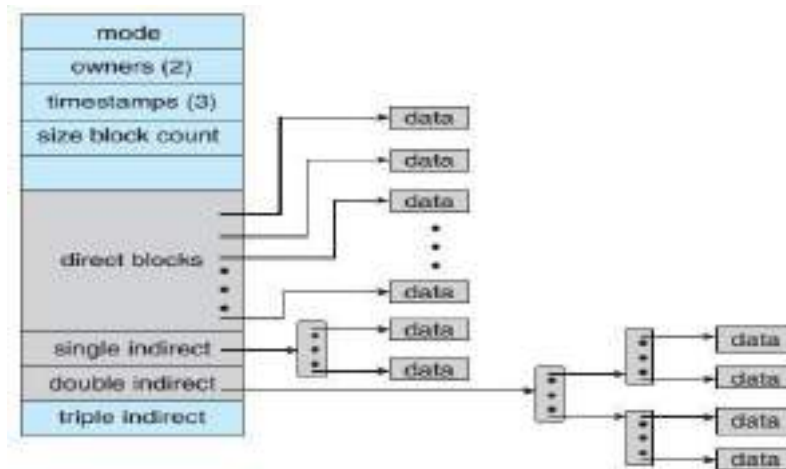 mode
owners (2)
timestamps (3)
size block count
direct blocks
single indirect
double indirect
triple indirect
data
data
data
data
data
data
data
data
data
data